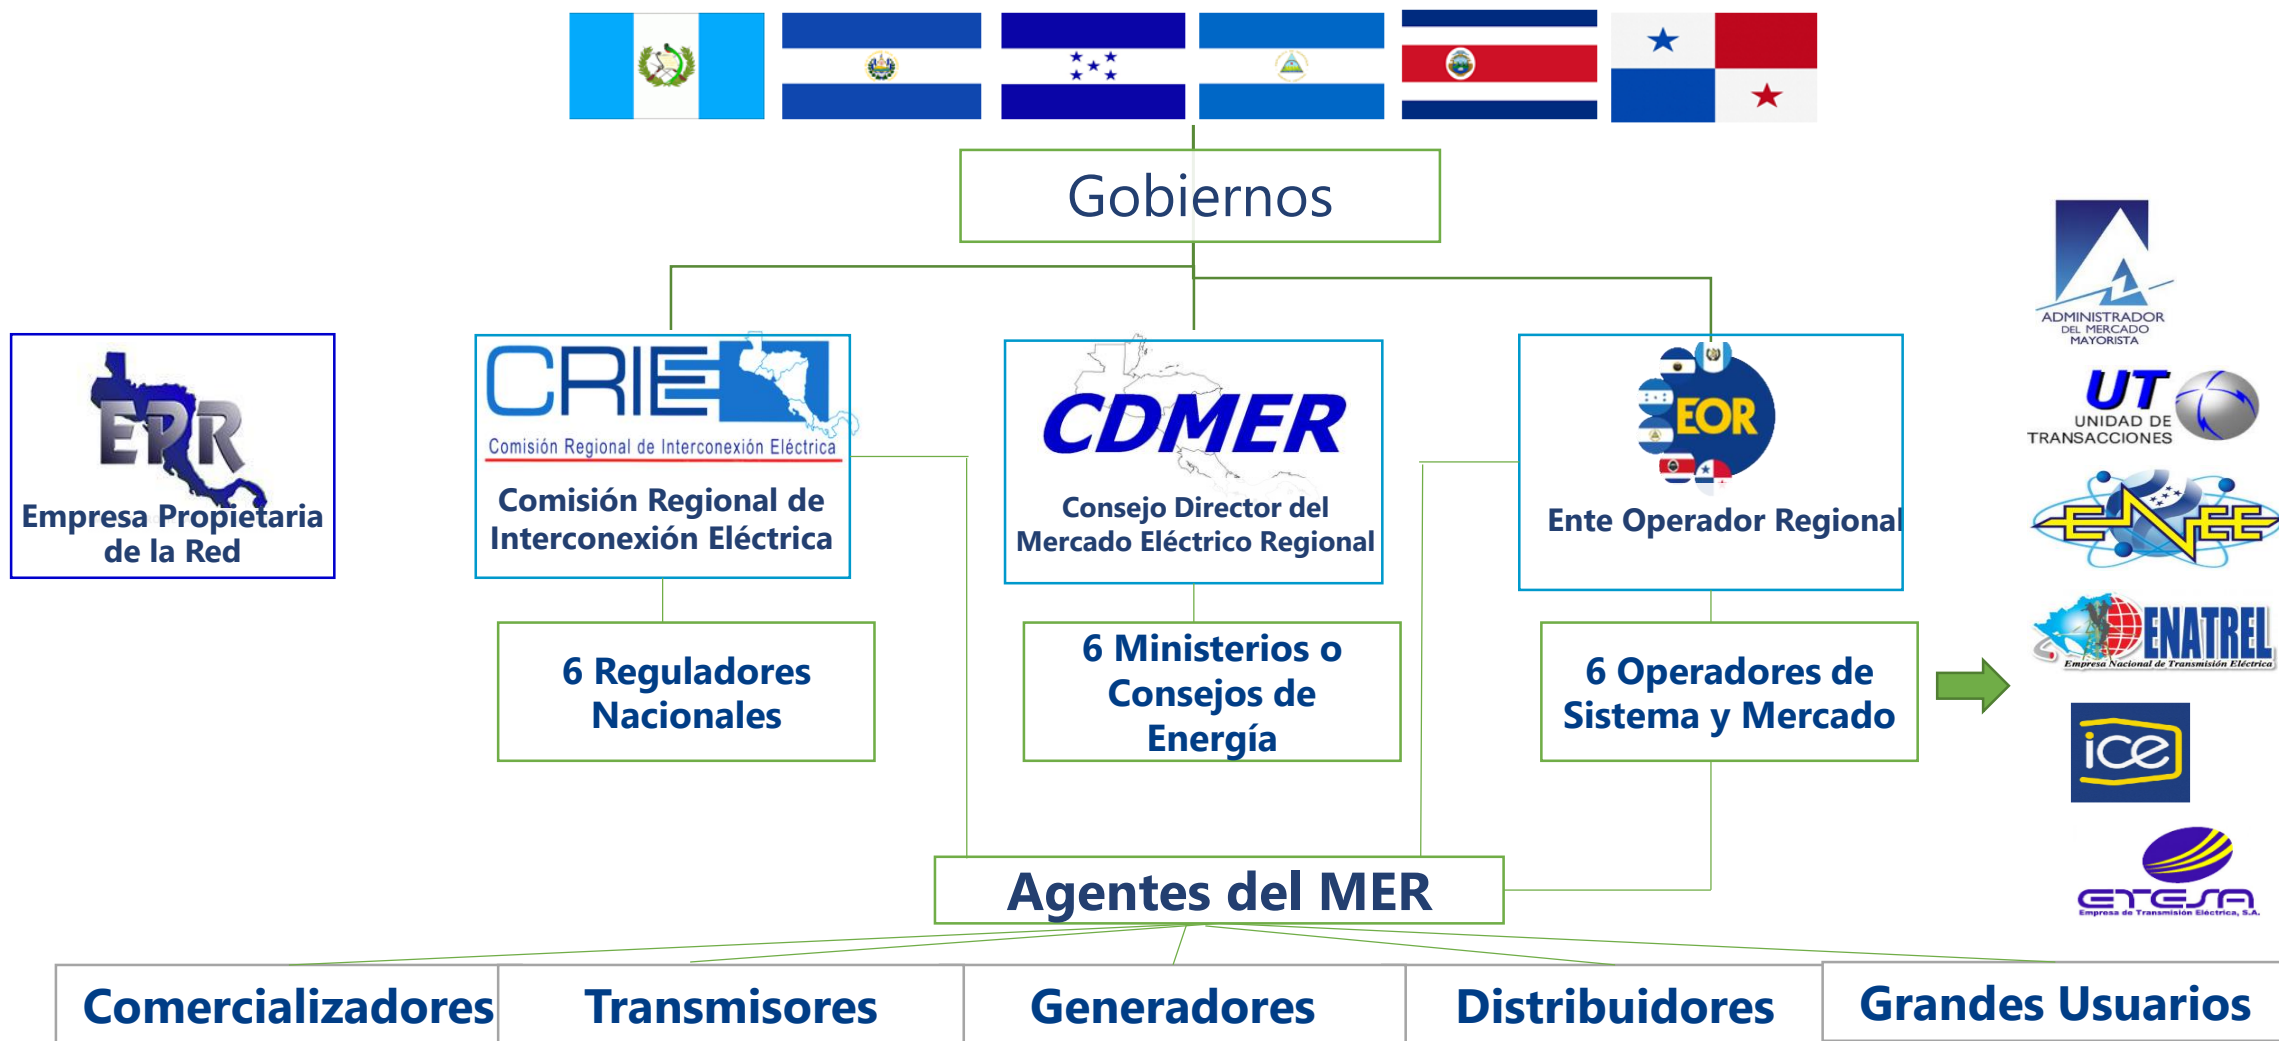 Gobiernos
EPR
Empresa Propietaria
de la Red
CRIE
Comisión Regional de Interconexión Eléctrica
Comisión Regional de
Interconexión Eléctrica
CDMER
Consejo Director del
Mercado Eléctrico Regional
EOR
Ente Operador Regional
6 Reguladores
Nacionales
6 Ministerios o
Consejos de
Energía
6 Operadores de
Sistema y Mercado
ADMINISTRADOR
DEL MERCADO
MAYORISTA
UT
UNIDAD DE
TRANSACCIONES
ENEE
ENATREL
Empresa Nacional de Transmisión Eléctrica
ice
ETESA
Empresa de Transmisión Eléctrica, S.A.
Agentes del MER
Comercializadores
Transmisores
Generadores
Distribuidores
Grandes Usuarios